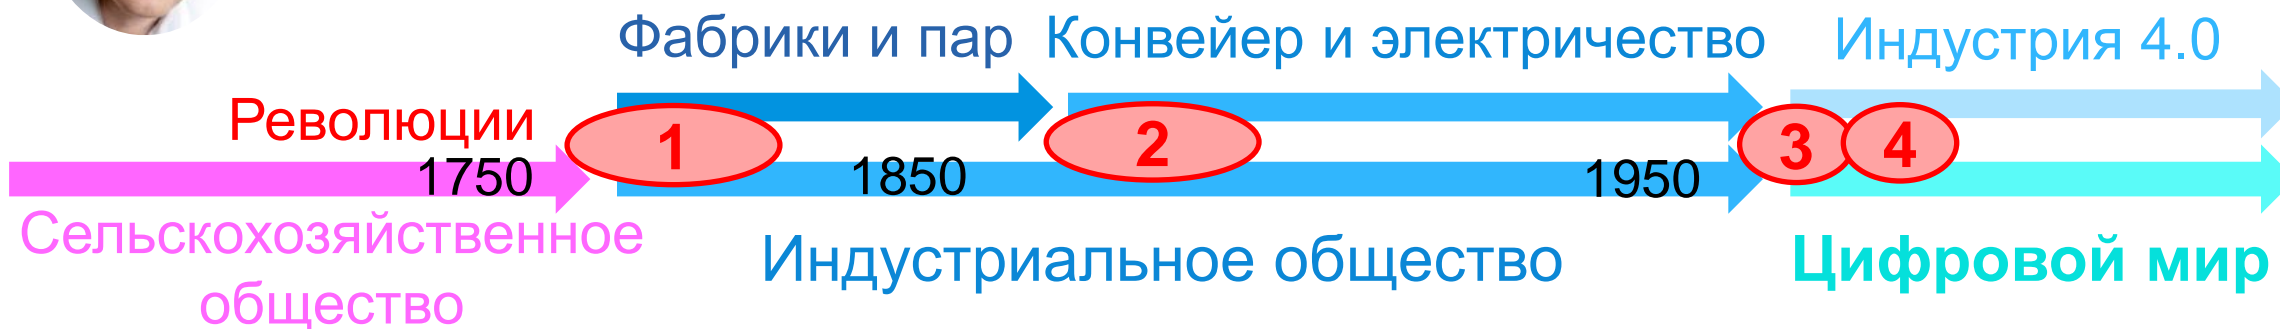 Фабрики и пар Конвейер и электричество Индустрия 4.0
Революции
1 2 3 4
1750 1850 1950
Сельскохозяйственное
общество
Индустриальное общество
Цифровой мир